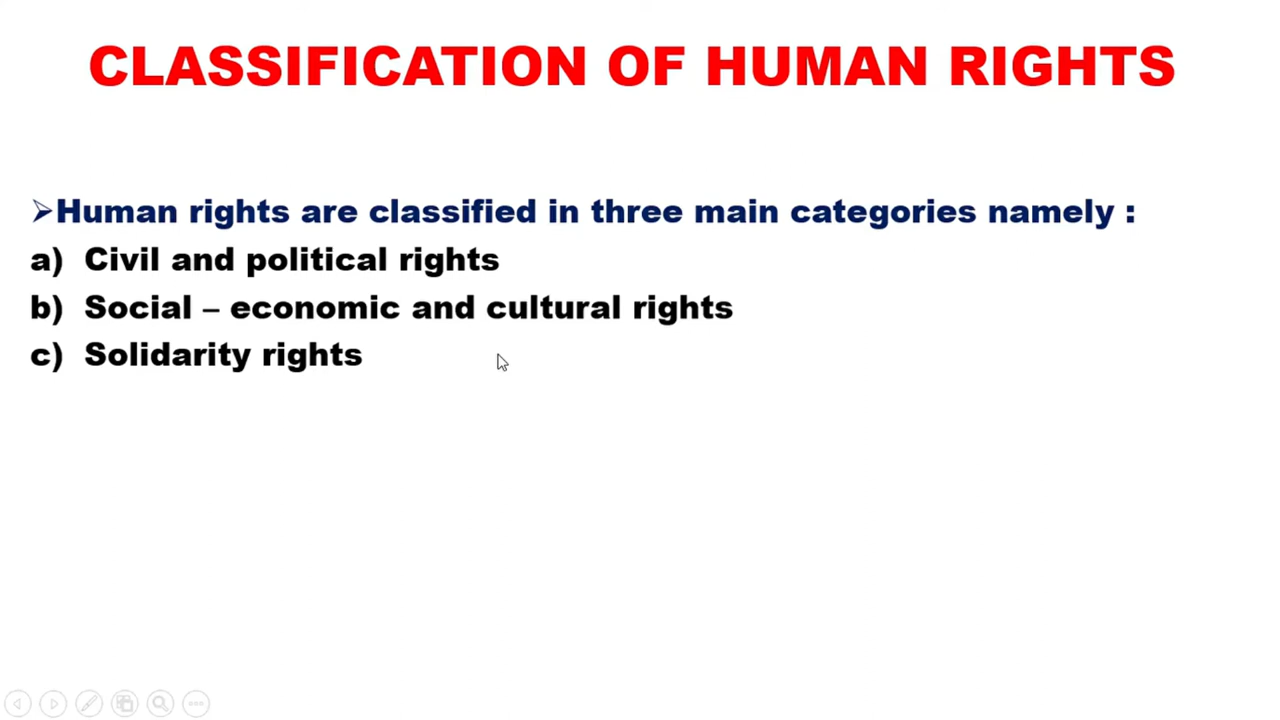 CLASSIFICATION OF HUMAN RIGHTS
➢Human rights are classified in three main categories namely :
a) Civil and political rights
b) Social – economic and cultural rights
c) Solidarity rights